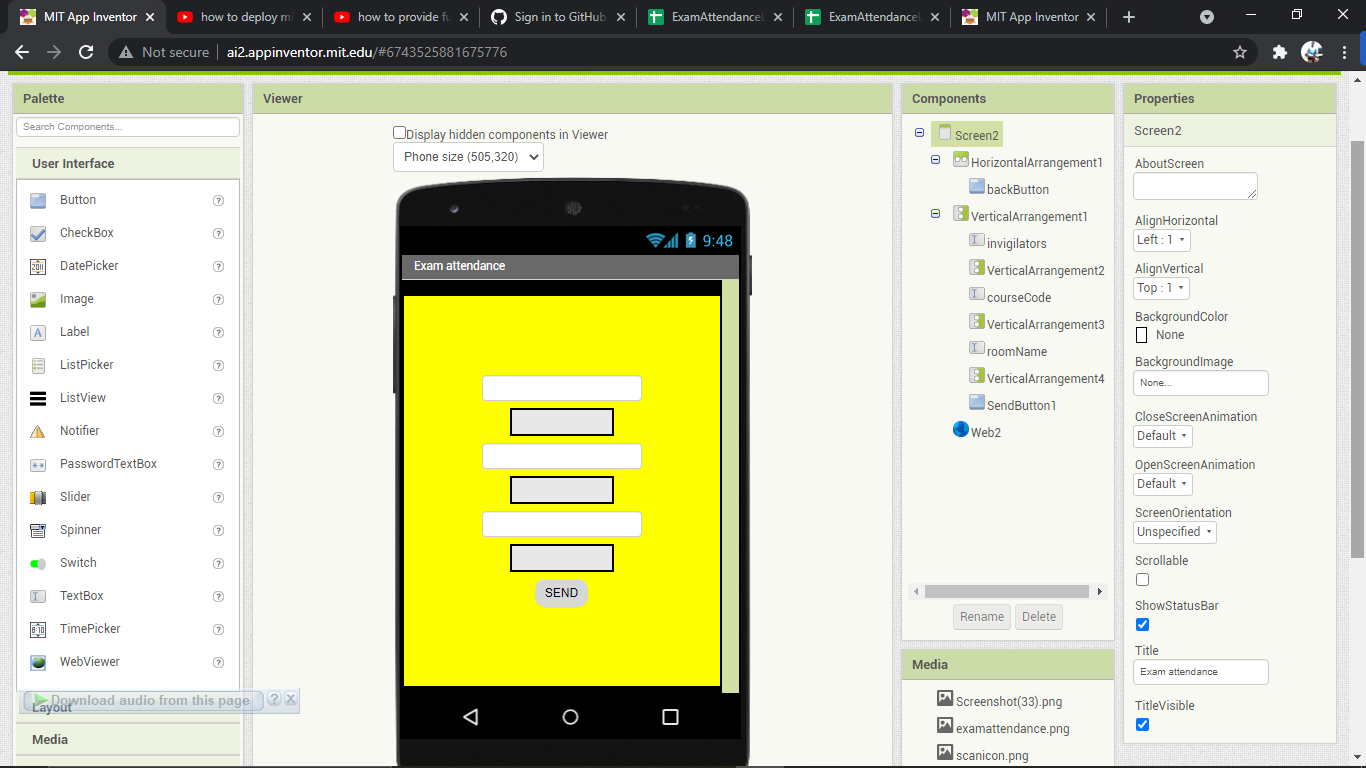 MIT App Inventor
how to deploy mi
how to provide fu
Sign in to GitHub
ExamAttendancel
ExamAttendancel
MIT App Inventor
Not secure
ai2.appinventor.mit.edu/#6743525881675776
Palette
Search Components...
User Interface
Button
CheckBox
DatePicker
Image
Label
ListPicker
ListView
Notifier
PasswordTextBox
Slider
Spinner
Switch
TextBox
TimePicker
WebViewer
Download audio from this page
Layout
Media
Viewer
Display hidden components in Viewer
Phone size (505,320)
9:48
Exam attendance
SEND
Components
Screen2
HorizontalArrangement1
backButton
VerticalArrangement1
invigilators
VerticalArrangement2
courseCode
VerticalArrangement3
roomName
VerticalArrangement4
SendButton1
Web2
Rename
Delete
Media
Screenshot(33).png
examattendance.png
scanicon.png
Properties
Screen2
AboutScreen
AlignHorizontal
Left : 1
AlignVertical
Top : 1
BackgroundColor
None
BackgroundImage
None...
CloseScreenAnimation
Default
OpenScreenAnimation
Default
ScreenOrientation
Unspecified
Scrollable
ShowStatusBar
Title
Exam attendance
TitleVisible